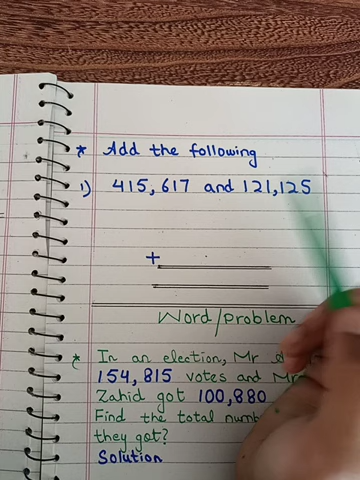 * Add the following
1) 415,617 and 121,125
+
Word/Problem
* In an election, Mr
154,815 votes and Mr
Zahid got 100,880
Find the total
they got?
Solution